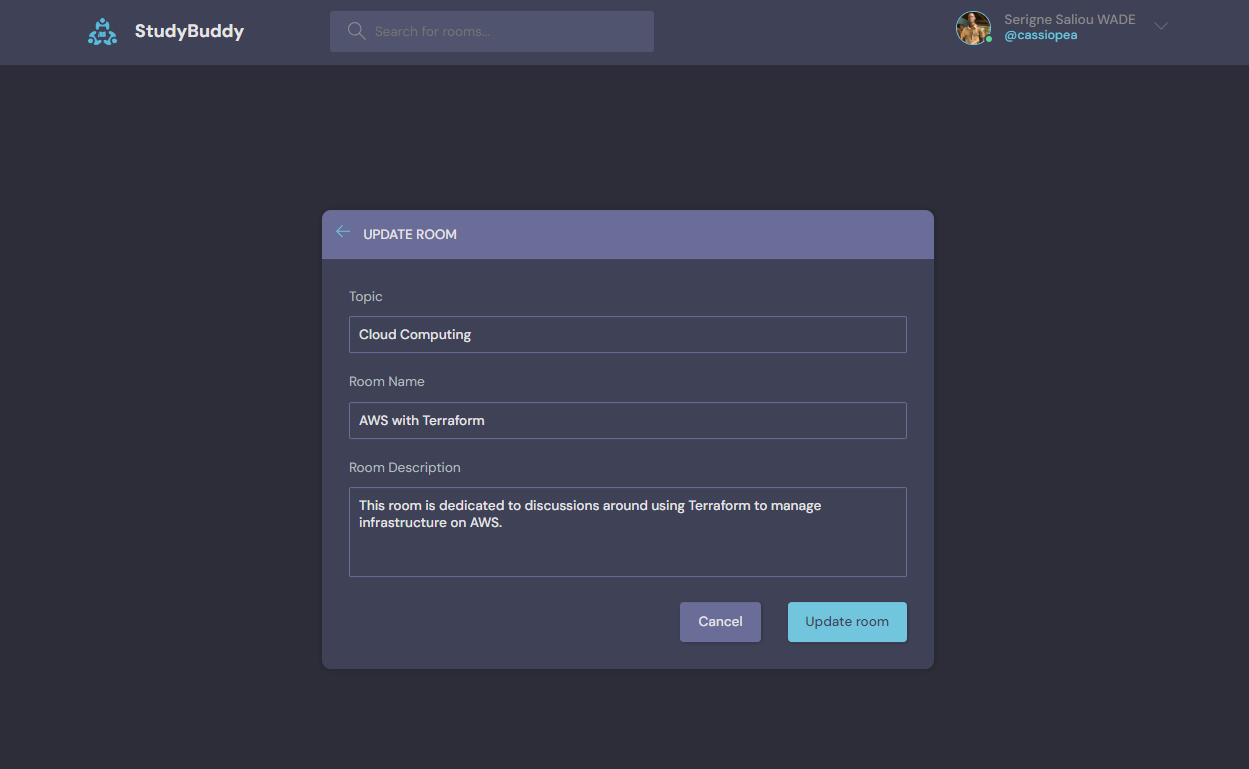 StudyBuddy
Search for rooms...
Serigne Saliou WADE
@cassiopea
UPDATE ROOM
Topic
Cloud Computing
Room Name
AWS with Terraform
Room Description
This room is dedicated to discussions around using Terraform to manage
infrastructure on AWS.
Cancel
Update room